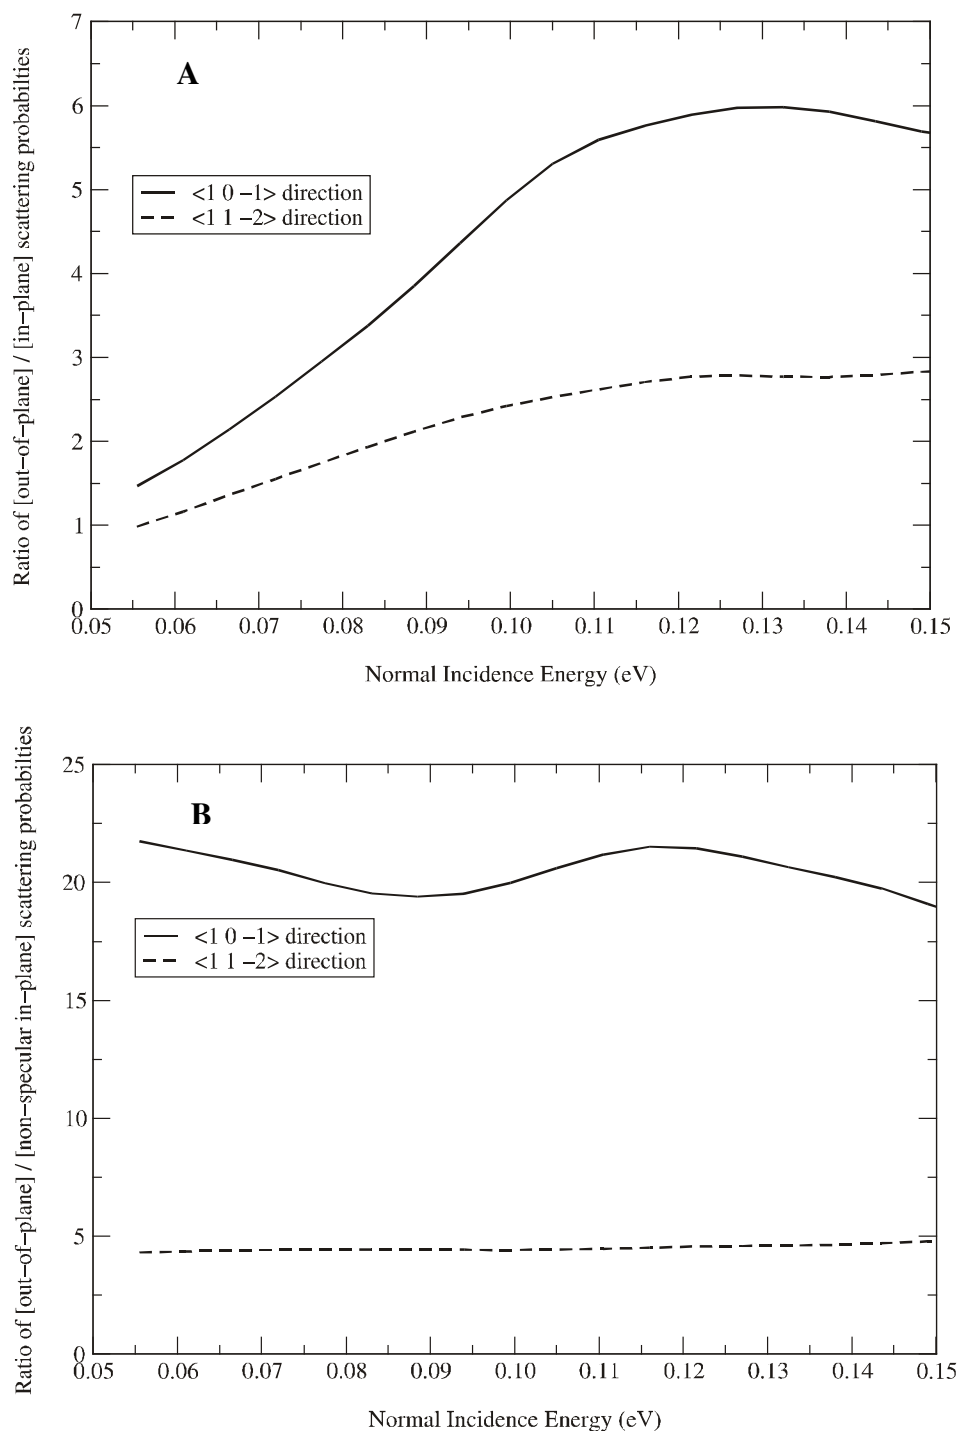 7
A
6
5
<1 0 −1> direction
<1 1 −2> direction
4
3
2
1
0
Ratio of [out−of−plane] / [in−plane] scattering probabilties
0.05 0.06 0.07 0.08 0.09 0.10 0.11 0.12 0.13 0.14 0.15
Normal Incidence Energy (eV)
25
B
20
<1 0 −1> direction
<1 1 −2> direction
15
10
5
0
Ratio of [out−of−plane] / [non−specular in−plane] scattering probabilties
0.05 0.06 0.07 0.08 0.09 0.10 0.11 0.12 0.13 0.14 0.15
Normal Incidence Energy (eV)